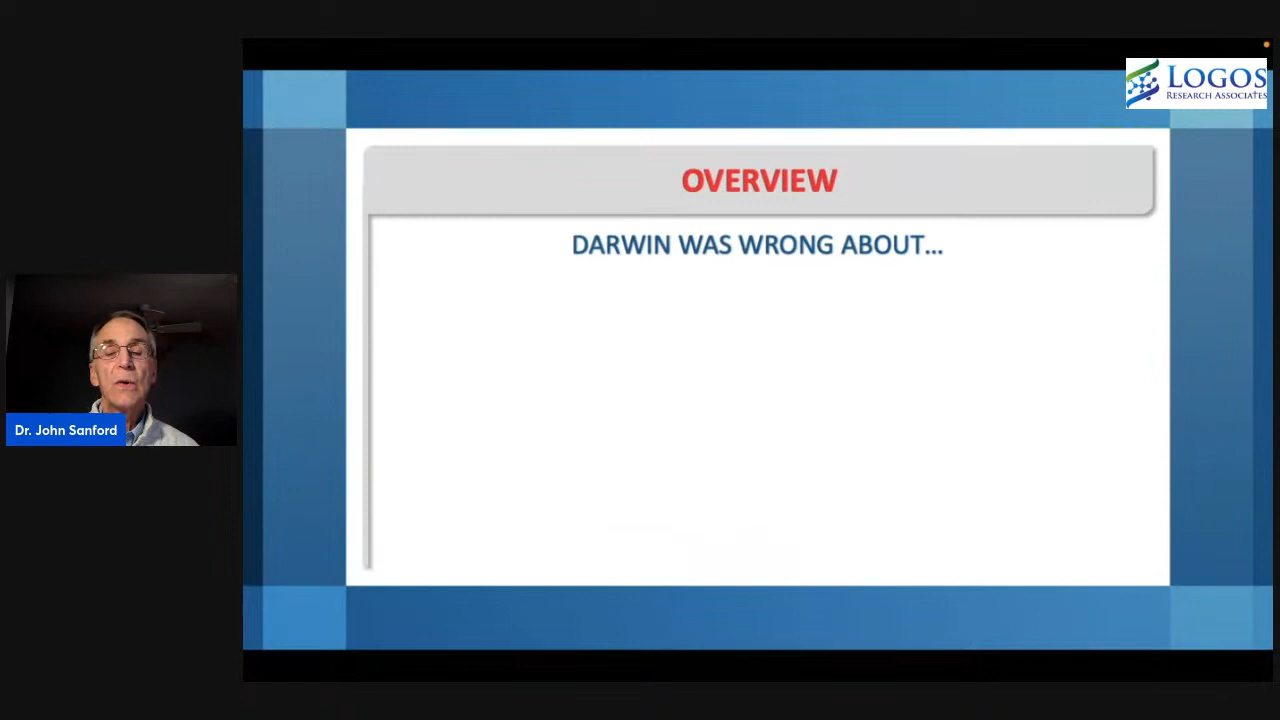 LOGOS
RESEARCH ASSOCIATES
OVERVIEW
DARWIN WAS WRONG ABOUT...
Dr. John Sanford